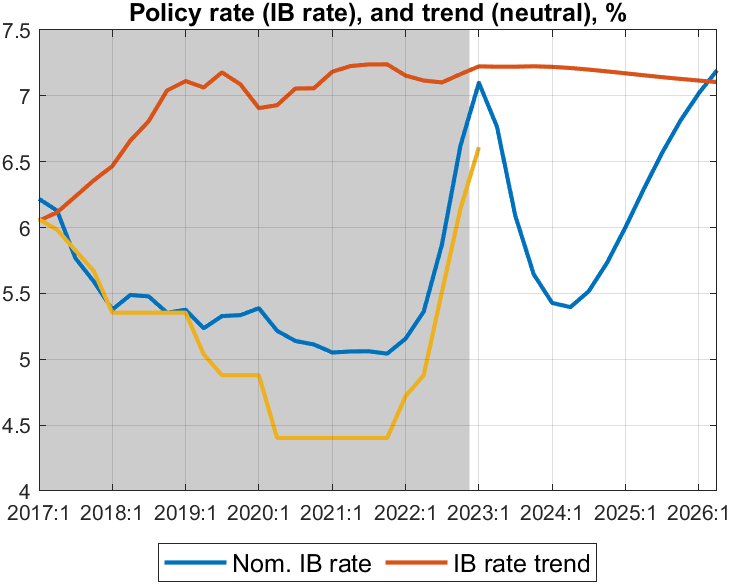 Policy rate (IB rate), and trend (neutral), %
7.5
7
6.5
6
5.5
5
4.5
4
2017:1 2018:1 2019:1 2020:1 2021:1 2022:1 2023:1 2024:1 2025:1 2026:1
Nom. IB rate IB rate trend